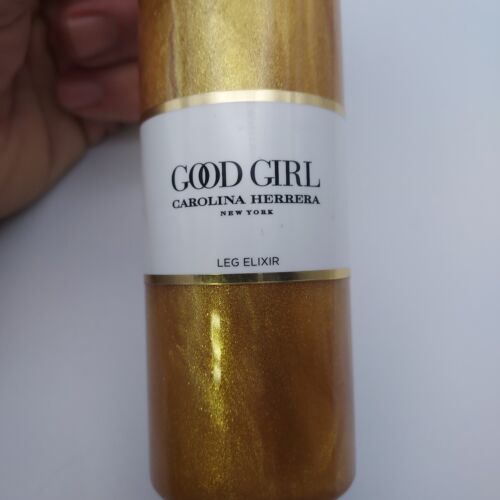 GOOD GIRL
CAROLINA HERRERA
NEW YORK
LEG ELIXIR